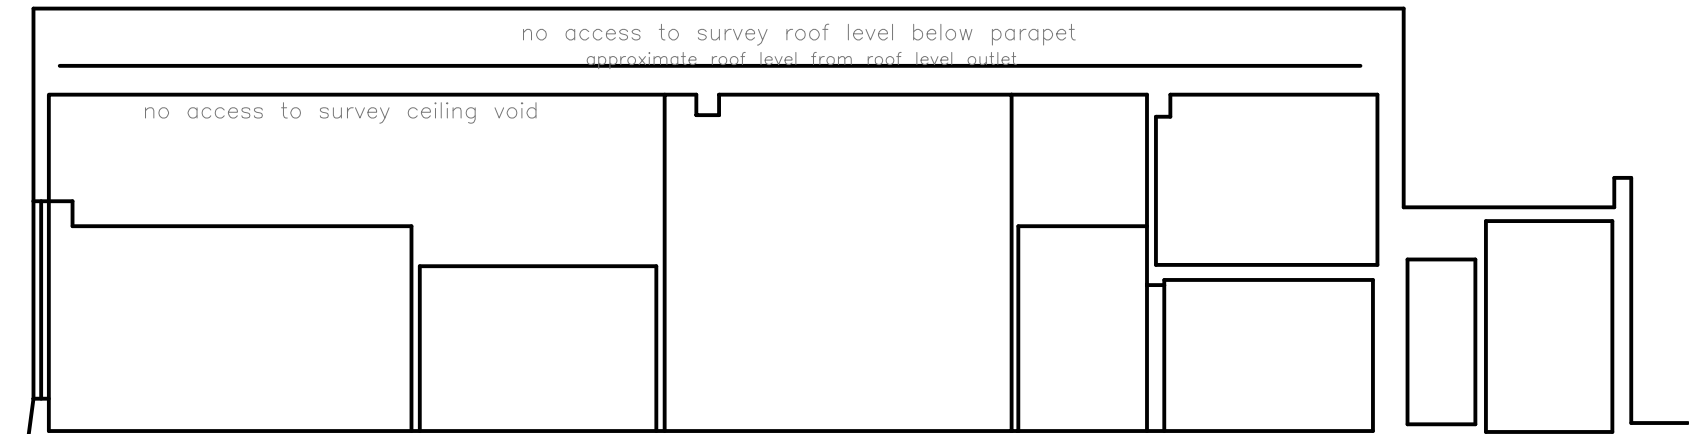 no access to survey roof level below parapet
approximate roof level from roof level outlet
no access to survey ceiling void